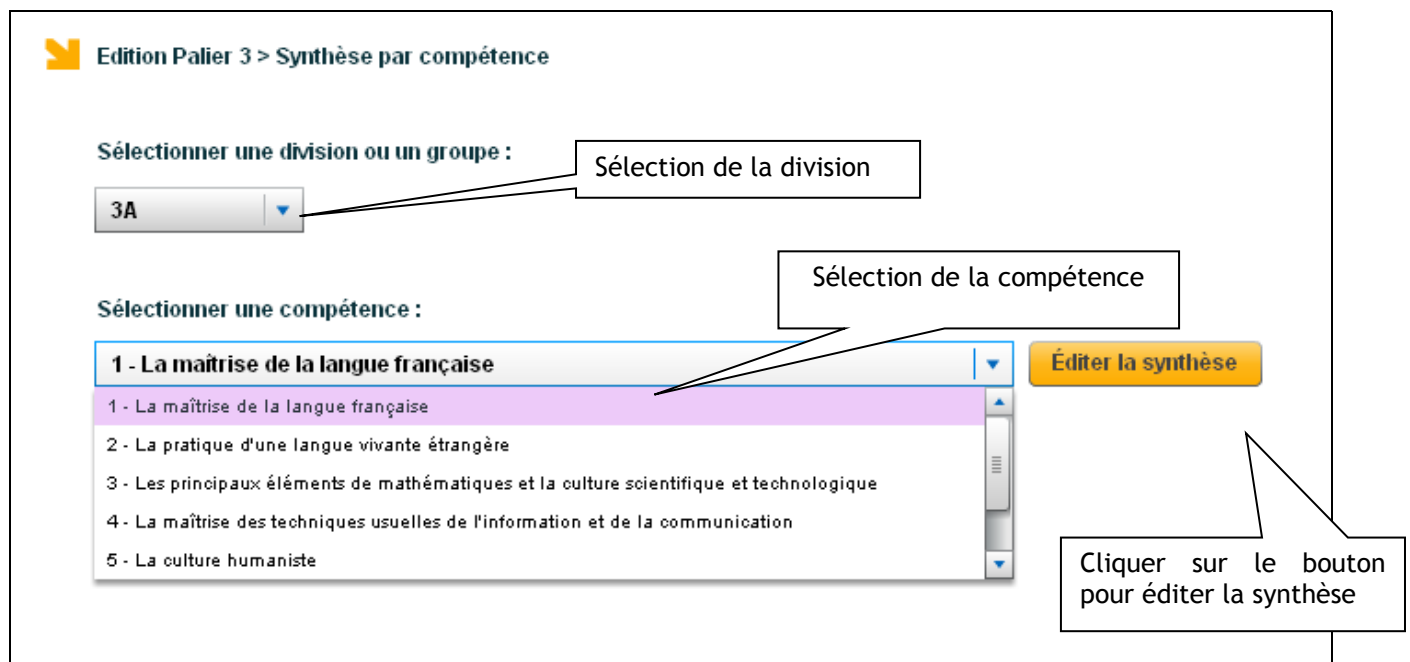 Edition Palier 3 > Synthèse par compétence
Sélectionner une division ou un groupe :
Sélection de la division
3A
Sélection de la compétence
Sélectionner une compétence :
1 - La maîtrise de la langue française
Éditer la synthèse
1 - La maîtrise de la langue française
2 - La pratique d'une langue vivante étrangère
3 - Les principaux éléments de mathématiques et la culture scientifique et technologique
4 - La maîtrise des techniques usuelles de l'information et de la communication
5 - La culture humaniste
Cliquer sur le bouton
pour éditer la synthèse